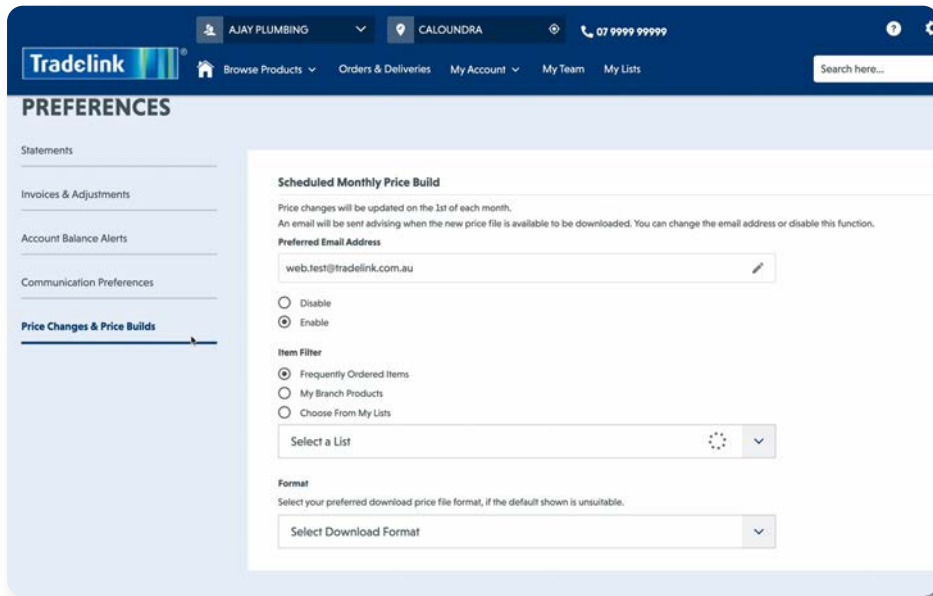 AJAY PLUMBING
CALOUNDRA
07 9999 99999
?
Tradelink®
Browse Products
Orders & Deliveries
My Account
My Team
My Lists
Search here...
PREFERENCES
Statements
Invoices & Adjustments
Account Balance Alerts
Communication Preferences
Price Changes & Price Builds
Scheduled Monthly Price Build
Price changes will be updated on the 1st of each month.
An email will be sent advising when the new price file is available to be downloaded. You can change the email address or disable this function.
Preferred Email Address
web.test@tradelink.com.au
Disable
Enable
Item Filter
Frequently Ordered Items
My Branch Products
Choose From My Lists
Select a List
Format
Select your preferred download price file format, if the default shown is unsuitable.
Select Download Format